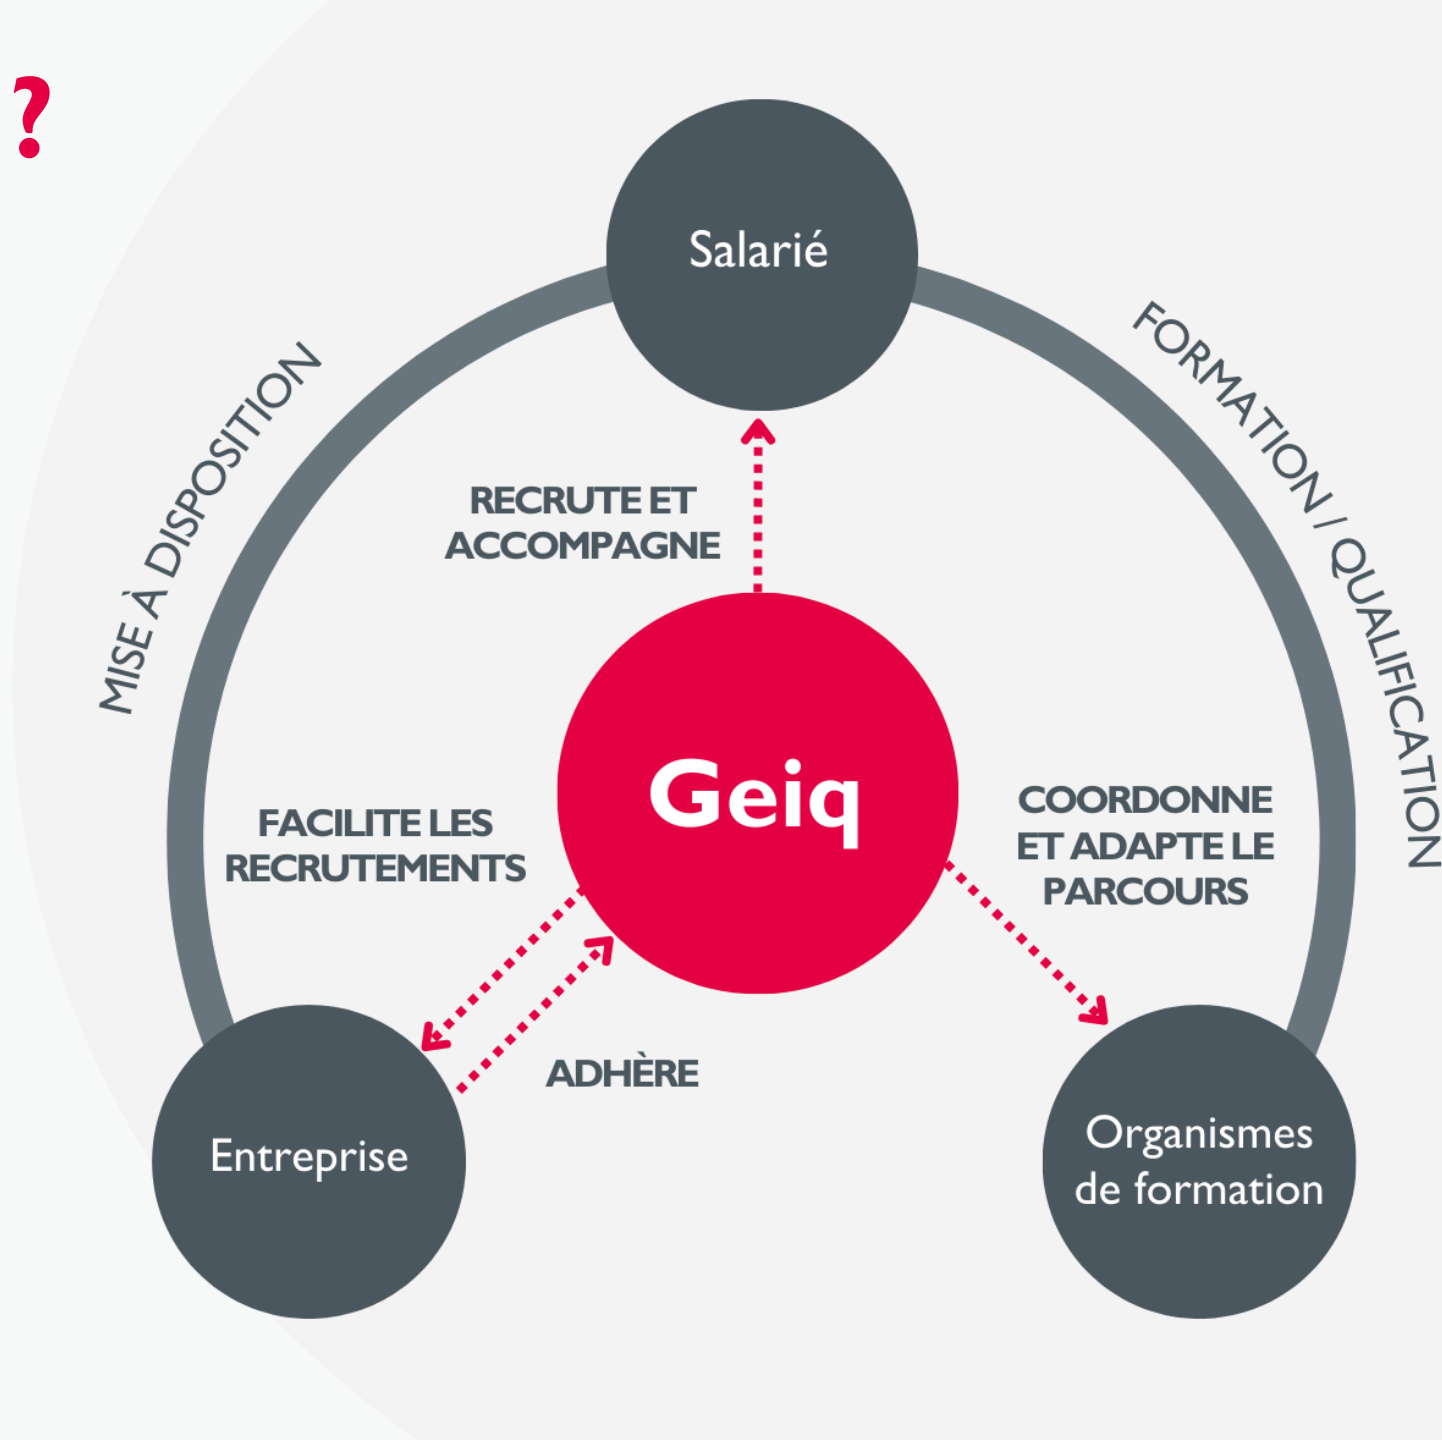 ?
Salarié
MISE À DISPOSITION
FORMATION / QUALIFICATION
RECRUTE ET
ACCOMPAGNE
Geiq
FACILITE LES
RECRUTEMENTS
COORDONNE
ET ADAPTE LE
PARCOURS
ADHÈRE
Entreprise
Organismes
de formation